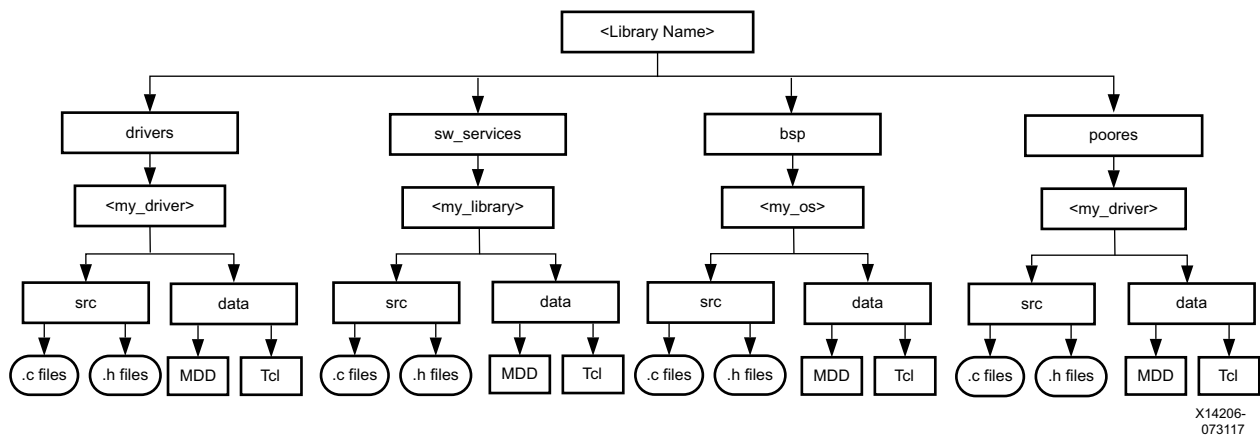 <Library Name>
drivers
sw_services
bsp
poores
<my_driver>
<my_library>
<my_os>
<my_driver>
src
data
src
data
src
data
src
data
.c files
.h files
MDD
Tcl
.c files
.h files
MDD
Tcl
.c files
.h files
MDD
Tcl
.c files
.h files
MDD
Tcl
X14206-
073117